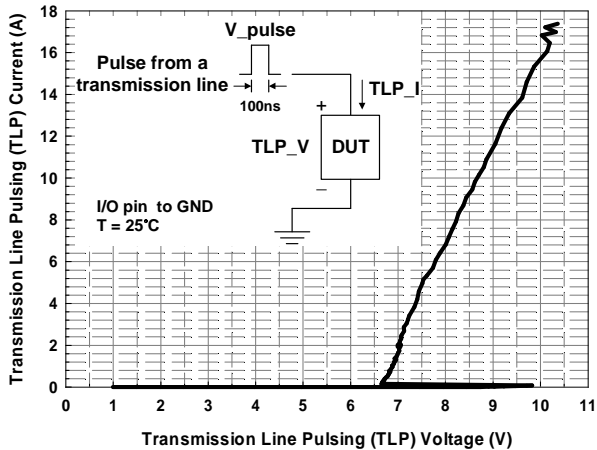 Transmission Line Pulsing (TLP) Current (A)
18
16
14
12
10
8
6
4
2
0
V_pulse
Pulse from a
transmission line
100ns
TLP_I
+
TLP_V
DUT
−
I/O pin to GND
T = 25°C
0 1 2 3 4 5 6 7 8 9 10 11
Transmission Line Pulsing (TLP) Voltage (V)